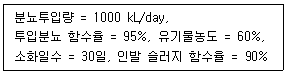 분뇨투입량 = 1000 kL/day,
투입분뇨 함수율 = 95%, 유기물농도 = 60%,
소화일수 = 30일, 인발 슬러지 함수율 = 90%